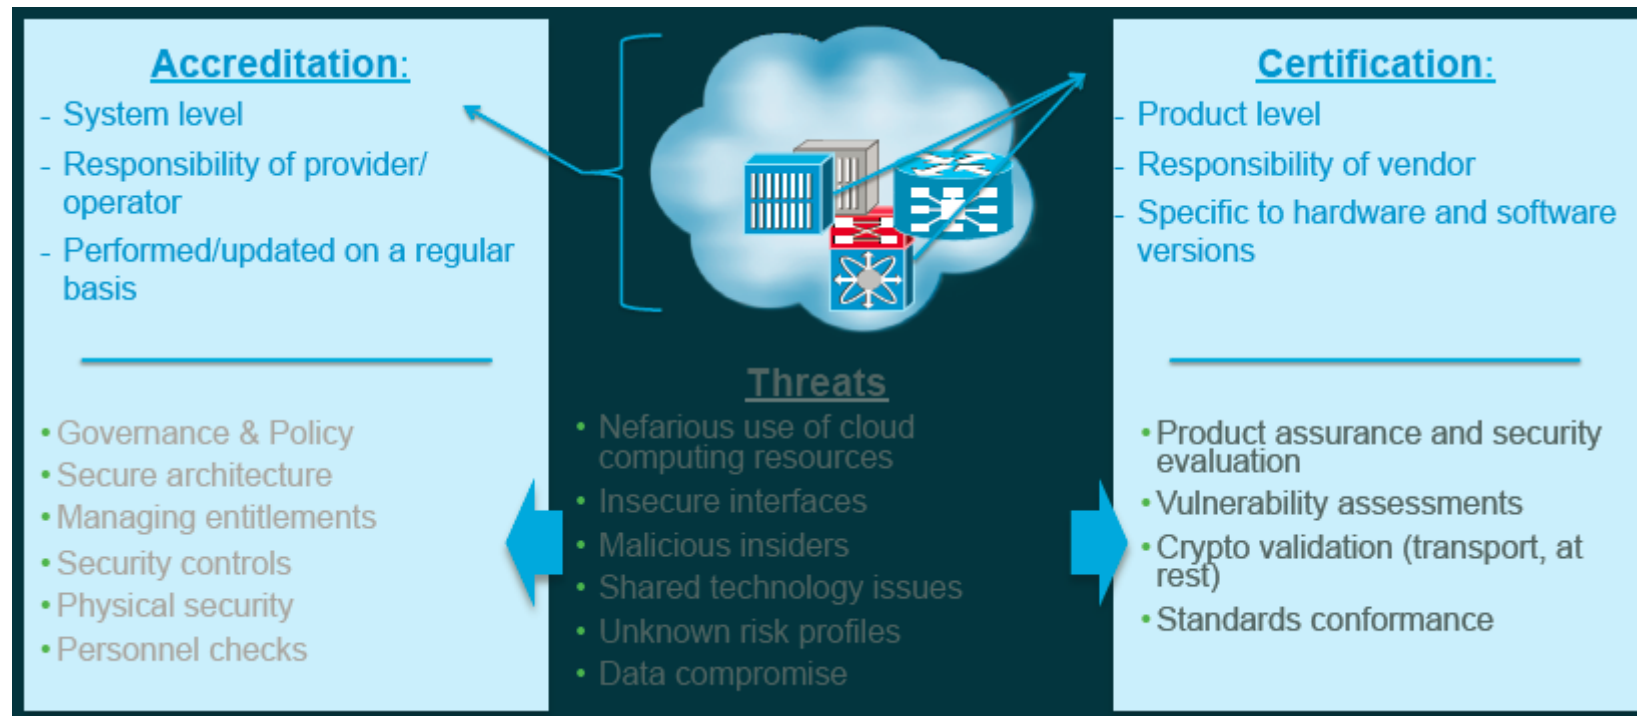 Accreditation:
- System level
- Responsibility of provider/
operator
- Performed/updated on a regular
basis
• Governance & Policy
• Secure architecture
• Managing entitlements
• Security controls
• Physical security
• Personnel checks
Threats
• Nefarious use of cloud
computing resources
• Insecure interfaces
• Malicious insiders
• Shared technology issues
• Unknown risk profiles
• Data compromise
Certification:
- Product level
- Responsibility of vendor
- Specific to hardware and software
versions
• Product assurance and security
evaluation
• Vulnerability assessments
• Crypto validation (transport, at
rest)
• Standards conformance